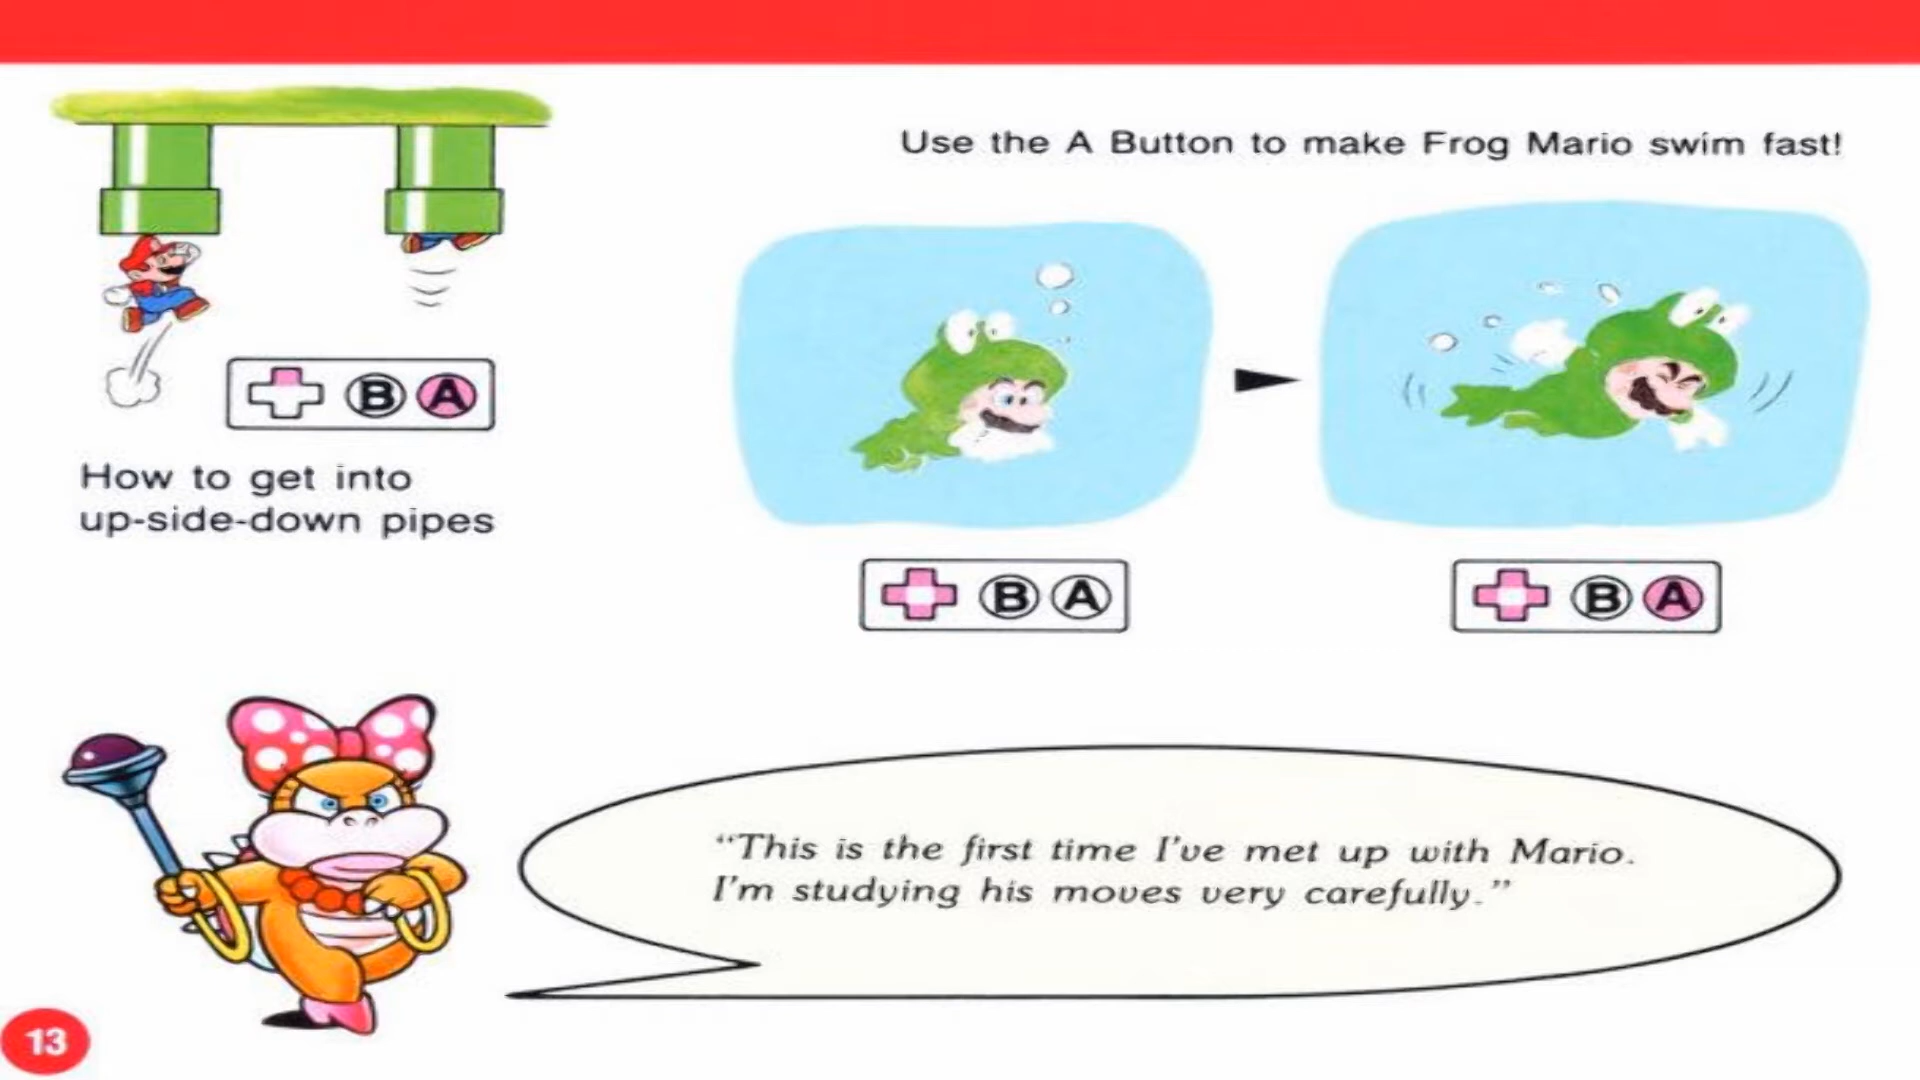 Use the A Button to make Frog Mario swim fast!
B A
How to get into
up-side-down pipes
B A
B A
“This is the first time I’ve met up with Mario.
I’m studying his moves very carefully.”
13